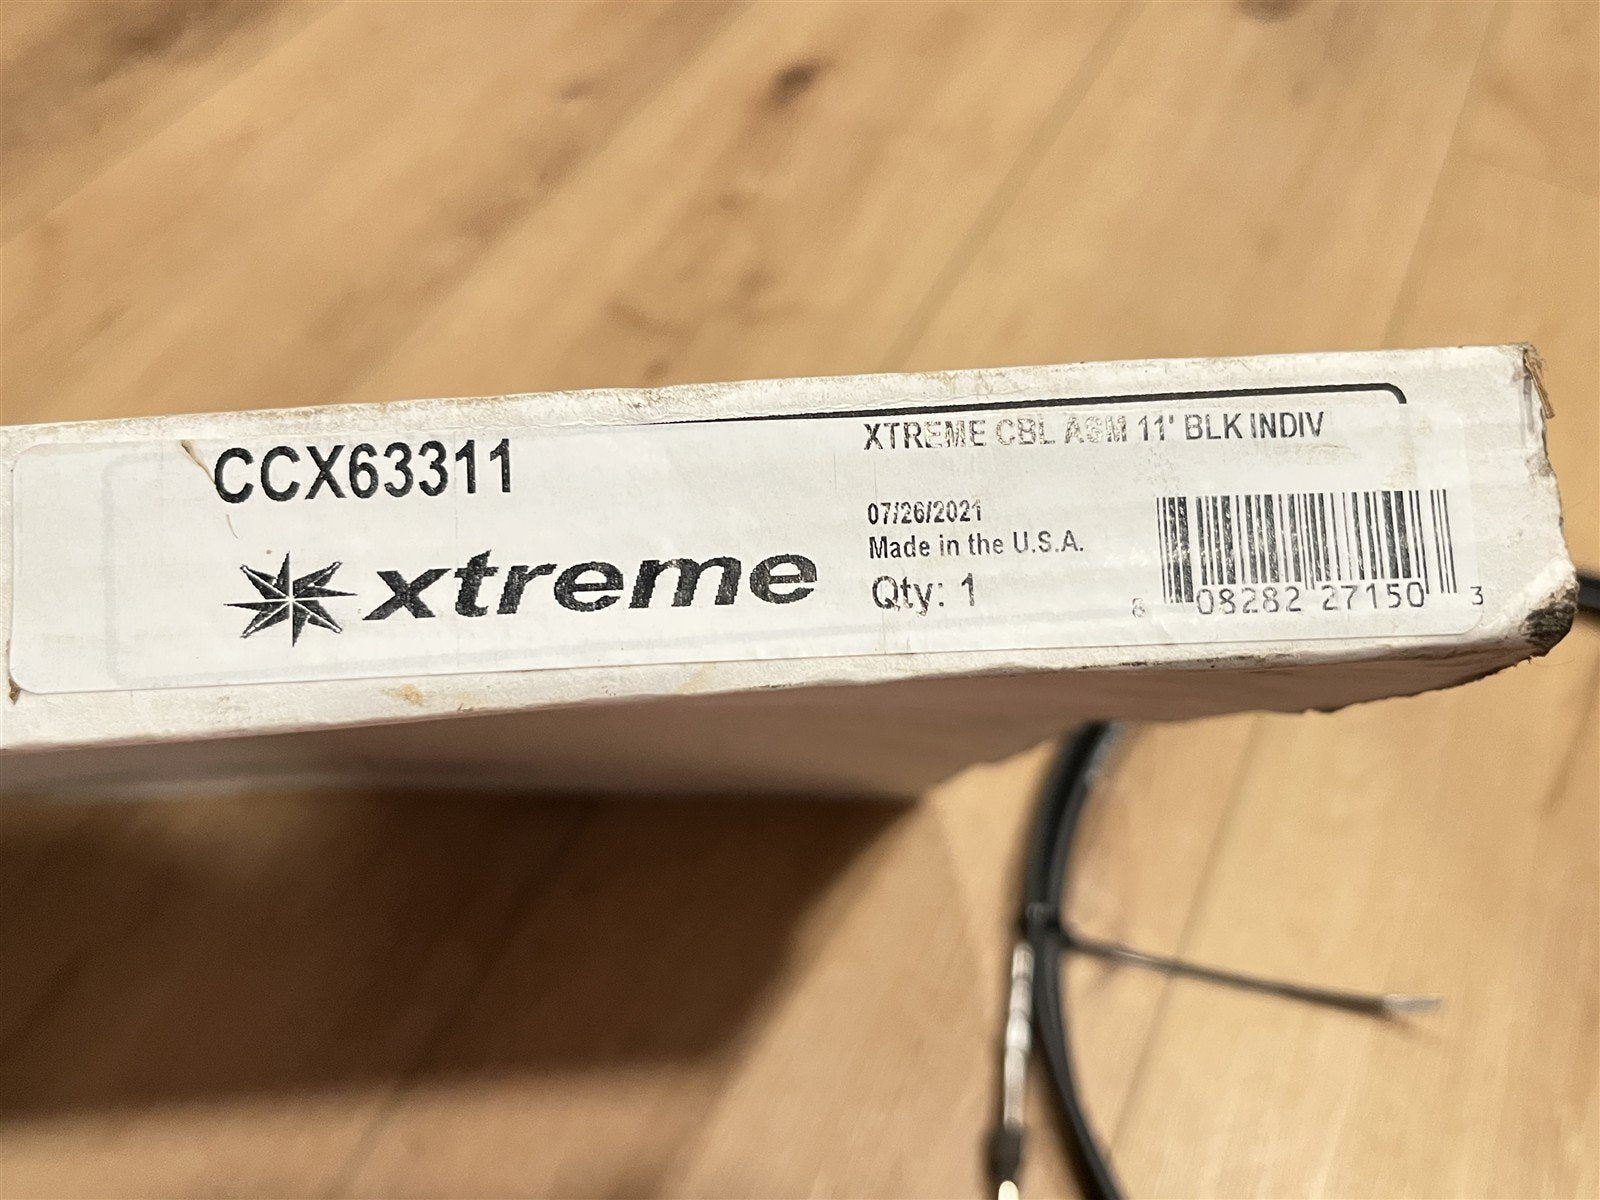 CCX63311
xtreme
XTREME CBL ASM 11' BLK INDIV
07/26/2021
Made in the U.S.A.
Qty: 1
8 08282 27150 3